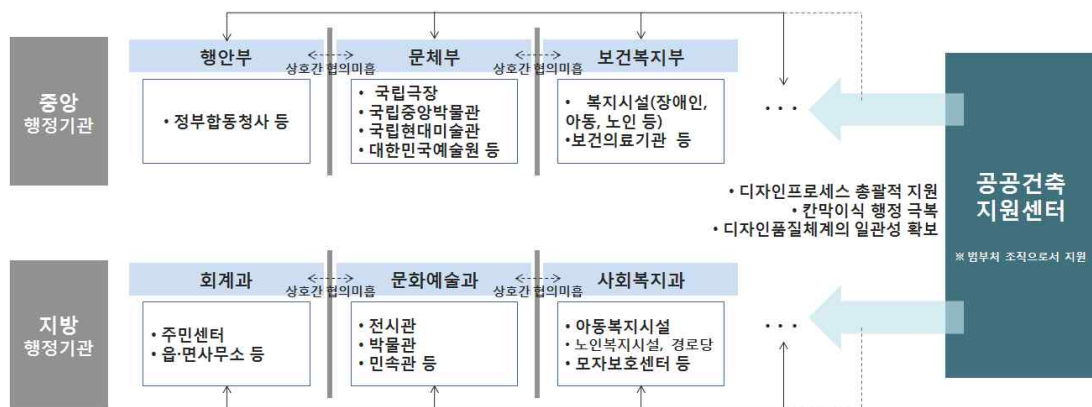 중앙
행정기관
행안부
상호간 협의미흡
문체부
상호간 협의미흡
보건복지부
• 정부합동청사 등
• 국립극장
• 국립중앙박물관
• 국립현대미술관
• 대한민국예술원 등
• 복지시설(장애인,
아동, 노인 등)
•보건의료기관 등
• • •
• 디자인프로세스 총괄적 지원
• 칸막이식 행정 극복
• 디자인품질체계의 일관성 확보
공공건축
지원센터
※ 범부처 조직으로서 지원
지방
행정기관
회계과
상호간 협의미흡
문화예술과
상호간 협의미흡
사회복지과
• 주민센터
• 읍·면사무소 등
• 전시관
• 박물관
• 민속관 등
• 아동복지시설
• 노인복지시설, 경로당
• 모자보호센터 등
• • •